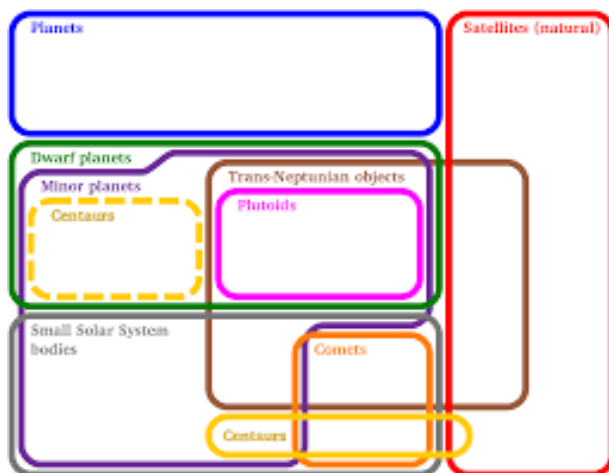 Planets
Satellites (natural)
Dwarf planets
Minor planets
Trans-Neptunian objects
Centaurs
Plutoids
Small Solar System
bodies
Comets
Centaurs